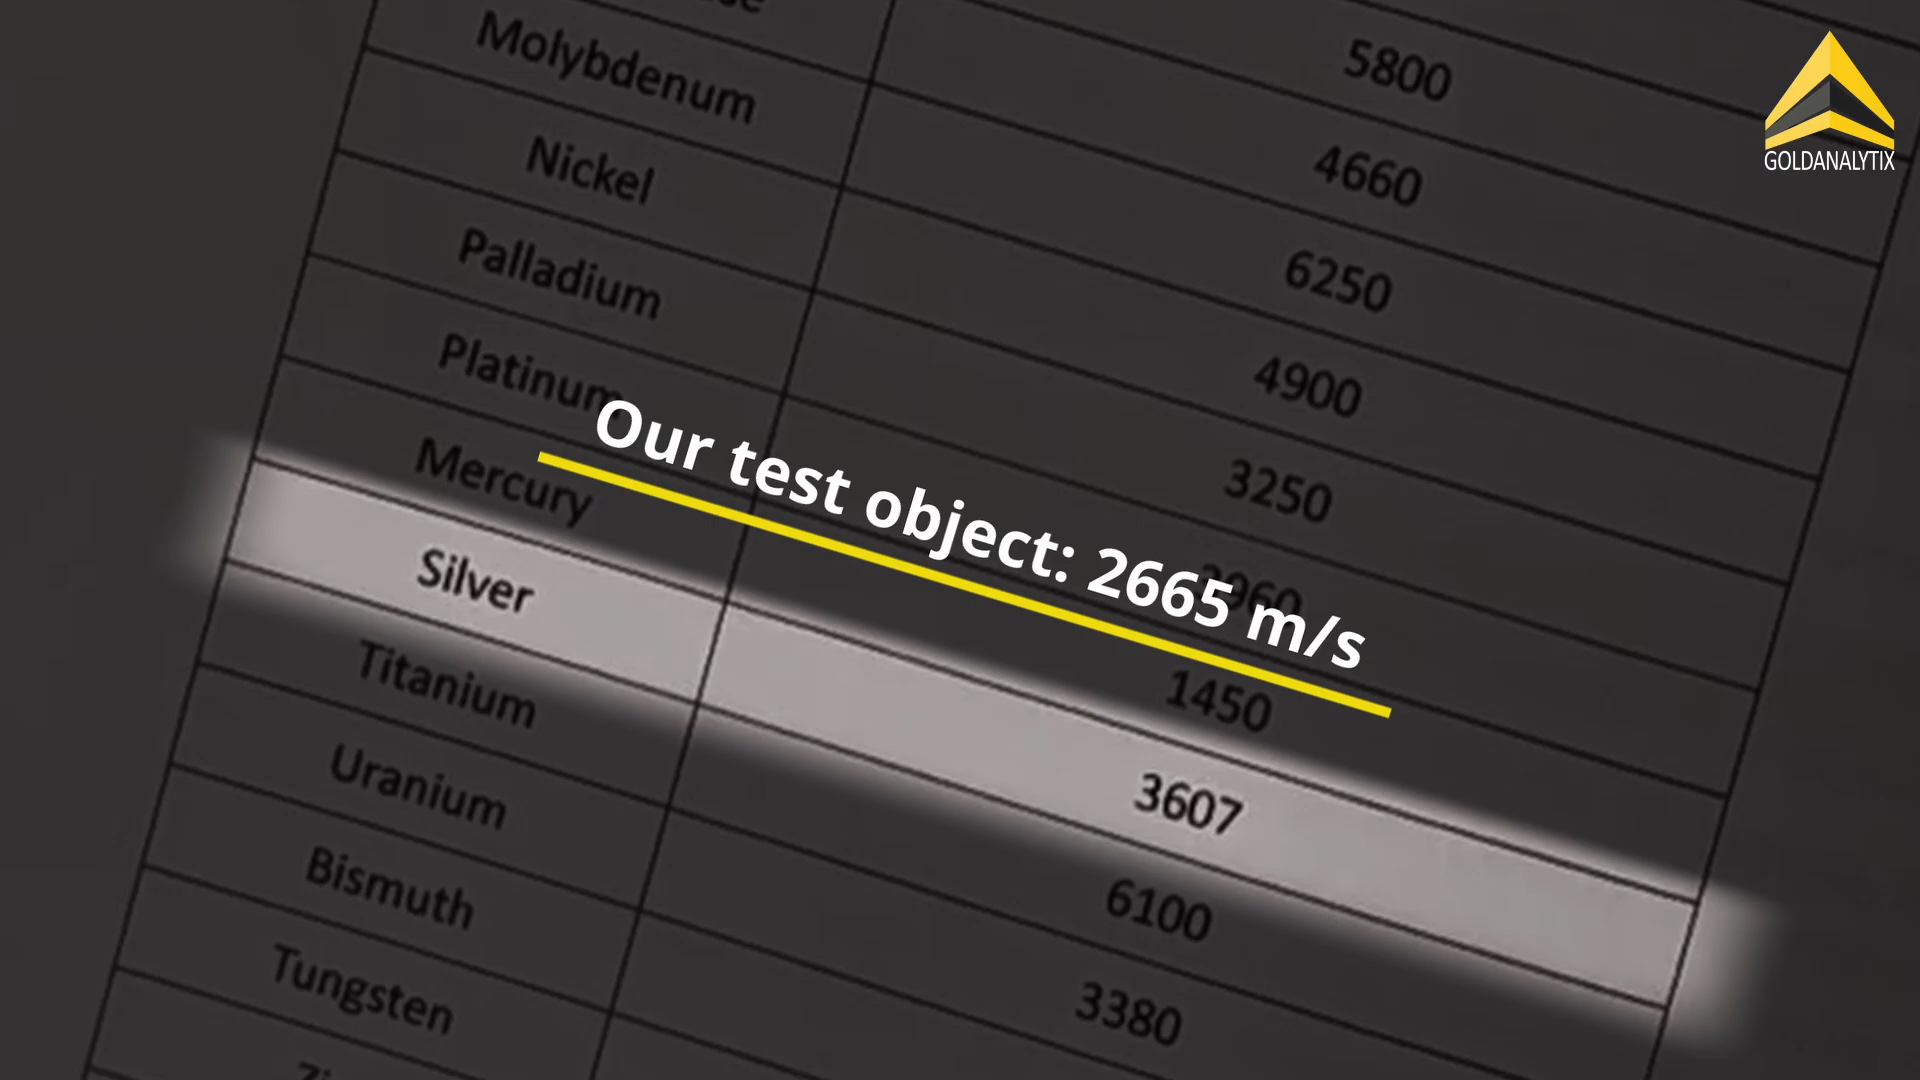 5800
4660
Molybdenum 6250
Nickel 4900
Palladium 3250
Platinum
Mercury 1450
Silver 3607
Titanium 6100
Uranium 3380
Bismuth
Tungsten
Our test object: 2665 m/s
GOLDANALYTIX